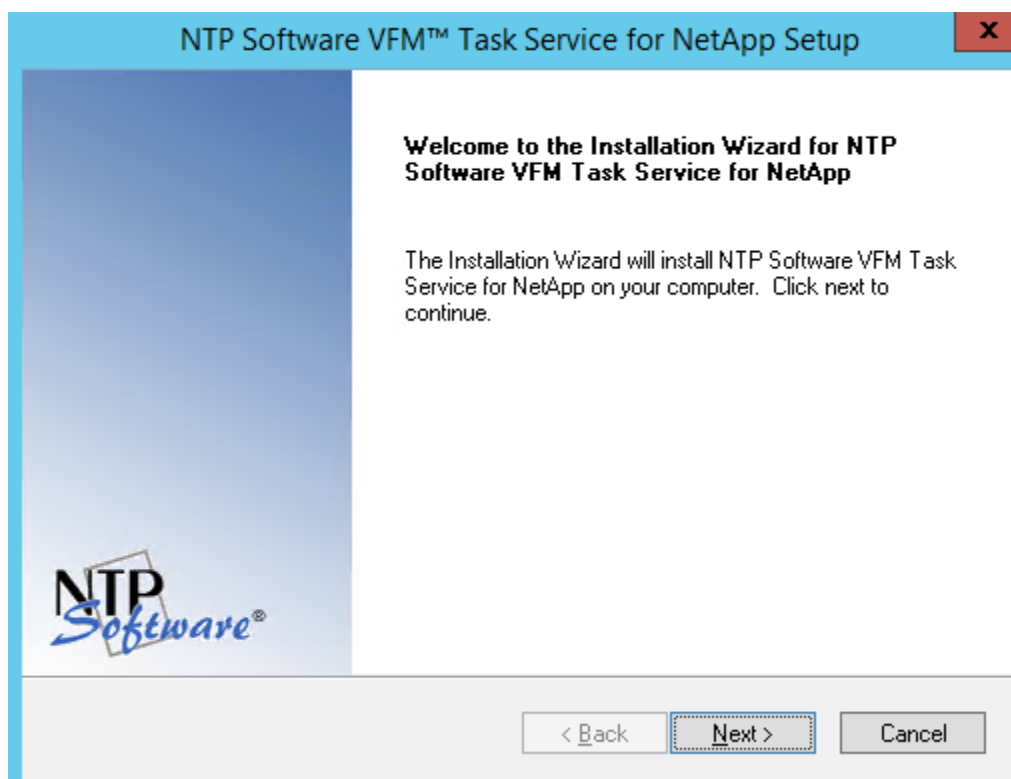 NTP Software VFM™ Task Service for NetApp Setup
x
Welcome to the Installation Wizard for NTP
Software VFM Task Service for NetApp
The Installation Wizard will install NTP Software VFM Task
Service for NetApp on your computer.  Click next to
continue.
NTP
Software®
< Back
Next >
Cancel